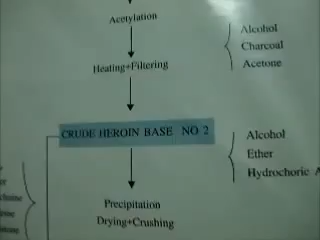 Acetylation
Alcohol
Charcoal
Acetone
Heating+Filtering
CRUDE HEROIN BASE NO 2
Alcohol
Ether
Hydrochoric
Precipitation
Drying+Crushing